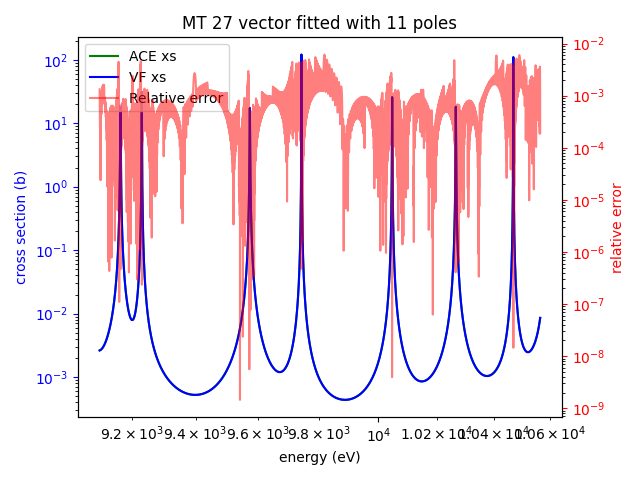 MT 27 vector fitted with 11 poles
ACE xs
VF xs
Relative error
cross section (b)
10²
10¹
10⁰
10⁻¹
10⁻²
10⁻³
relative error
10⁻²
10⁻³
10⁻⁴
10⁻⁵
10⁻⁶
10⁻⁷
10⁻⁸
10⁻⁹
9.2 × 10³ 9.4 × 10³ 9.6 × 10³ 9.8 × 10³ 10⁴ 1.02 × 10⁴ 1.04 × 10⁴ 1.06 × 10⁴
energy (eV)